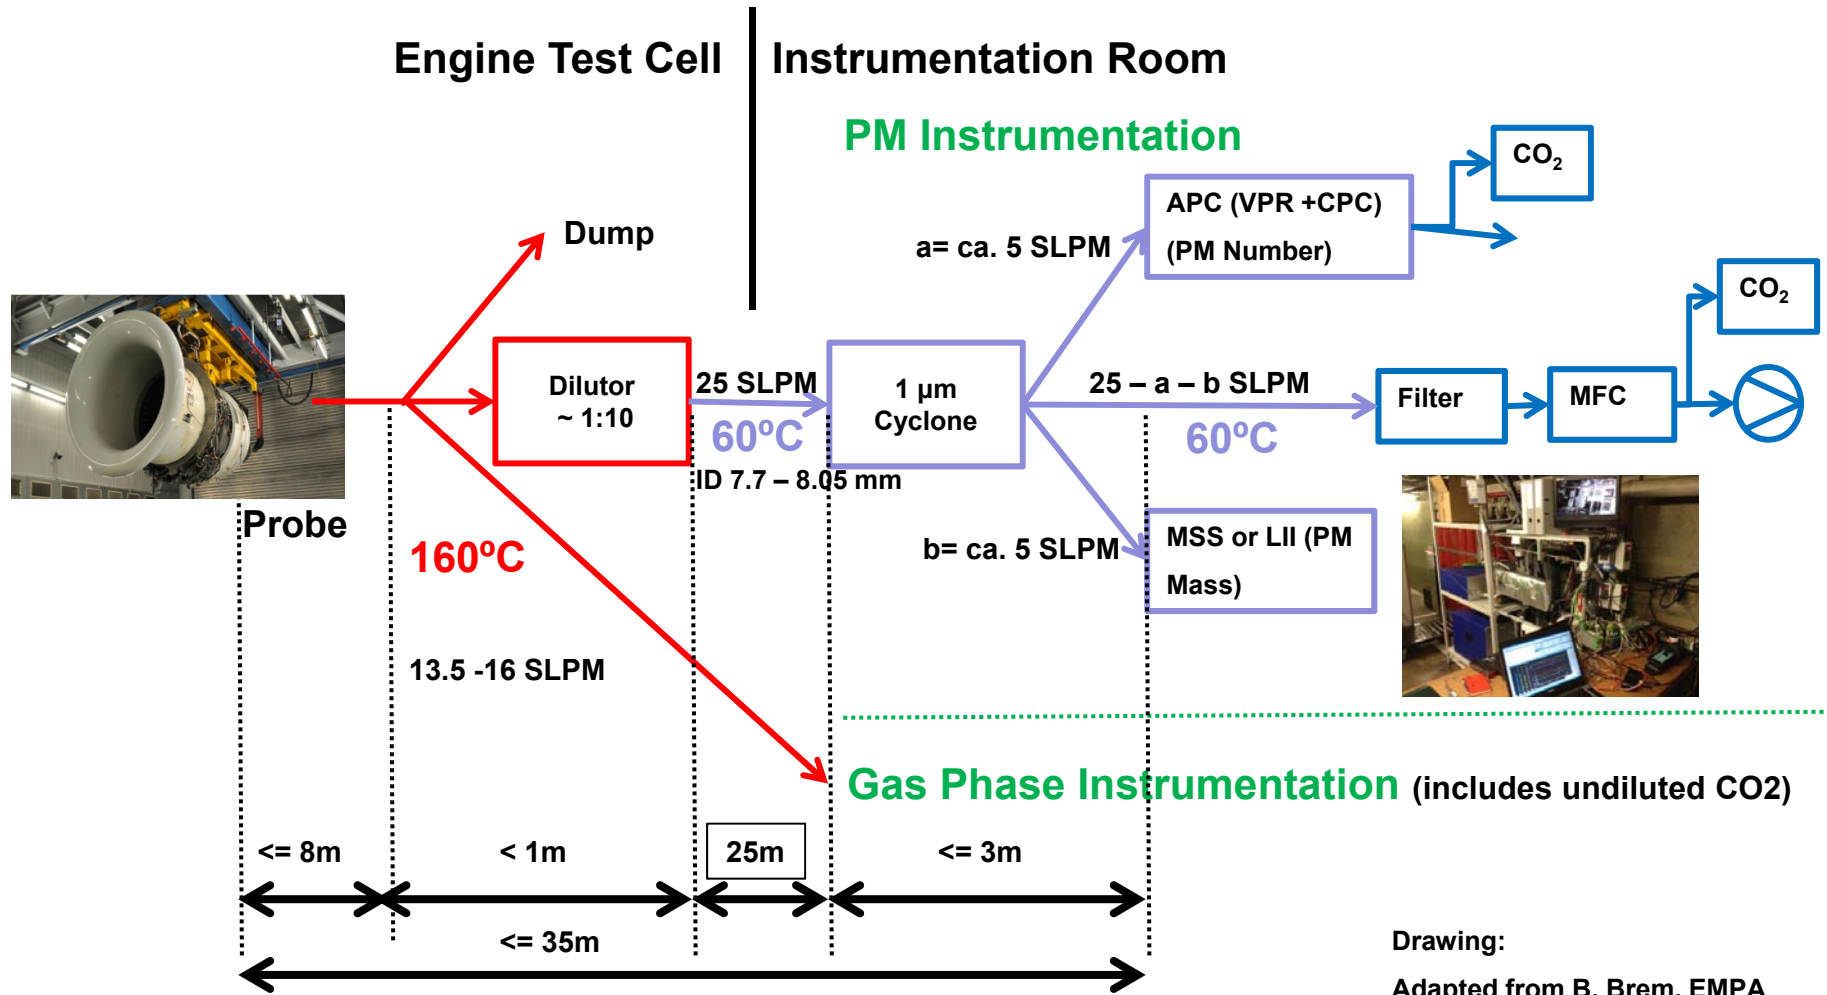 Engine Test Cell
Instrumentation Room
PM Instrumentation
CO2
APC (VPR +CPC)
(PM Number)
Dump
a= ca. 5 SLPM
CO2
Dilutor
~ 1:10
25 SLPM
60ºC
ID 7.7 – 8.05 mm
1 µm
Cyclone
25 – a – b SLPM
60ºC
Filter
MFC
Probe
160ºC
b= ca. 5 SLPM
MSS or LII (PM
Mass)
13.5 -16 SLPM
Gas Phase Instrumentation (includes undiluted CO2)
<= 8m
< 1m
25m
<= 3m
<= 35m
Drawing:
Adapted from B. Brem, EMPA